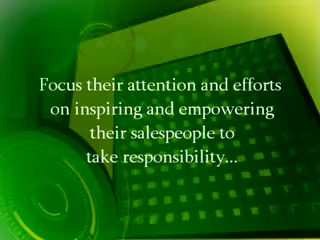 Focus their attention and efforts
on inspiring and empowering
their salespeople to
take responsibility...